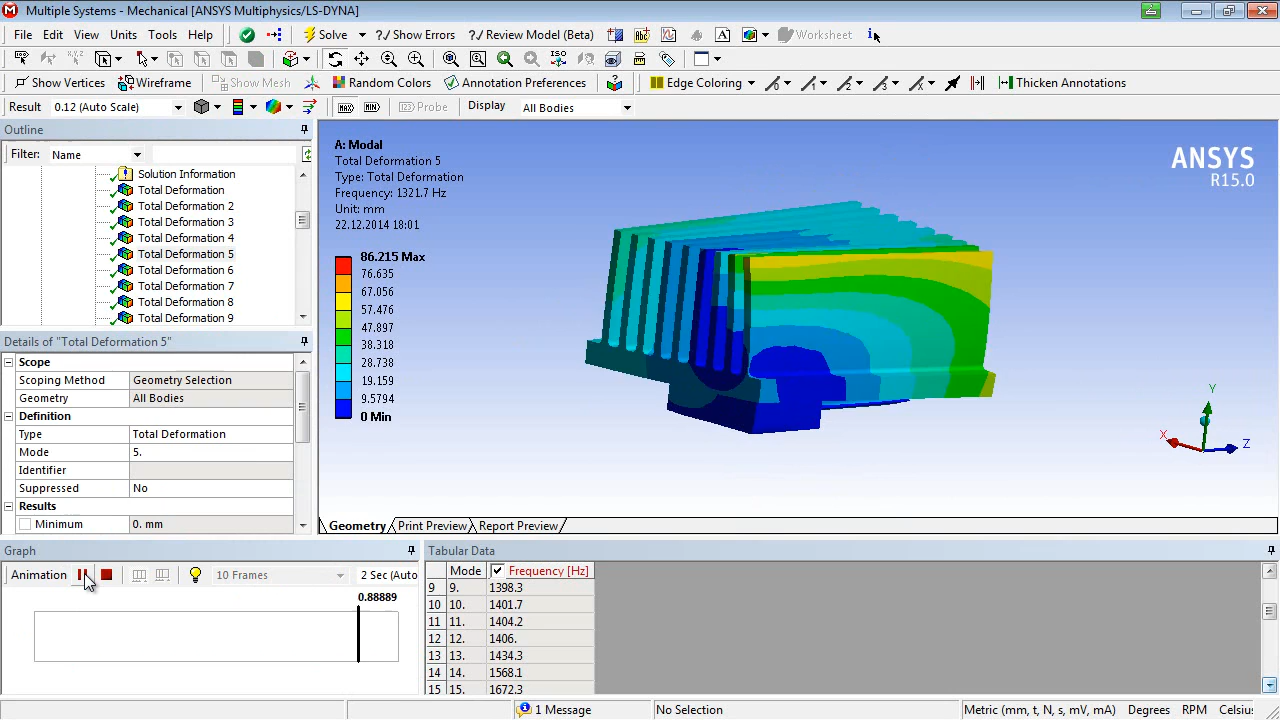 Multiple Systems - Mechanical [ANSYS Multiphysics/LS-DYNA]
File Edit View Units Tools Help Solve ?/ Show Errors ?/ Review Model (Beta) A Worksheet i
Show Vertices Wireframe Show Mesh Random Colors Annotation Preferences Edge Coloring Thick​en Annotations
Result 0.12 (Auto Scale) MAX MIN Probe Display All Bodies
Outline
Filter: Name
Solution Information
Total Deformation
Total Deformation 2
Total Deformation 3
Total Deformation 4
Total Deformation 5
Total Deformation 6
Total Deformation 7
Total Deformation 8
Total Deformation 9
Details of "Total Deformation 5"
Scope
Scoping Method Geometry Selection
Geometry All Bodies
Definition
Type Total Deformation
Mode 5.
Identifier
Suppressed No
Results
Minimum 0. mm
A: Modal
Total Deformation 5
Type: Total Deformation
Frequency: 1321.7 Hz
Unit: mm
22.12.2014 18:01
86.215 Max
76.635
67.056
57.476
47.897
38.318
28.738
19.159
9.5794
0 Min
ANSYS
R15.0
Y
X
Z
Geometry Print Preview Report Preview
Graph
Animation 10 Frames 2 Sec (Auto
0.88889
Tabular Data
Mode Frequency [Hz]
9 9. 1398.3
10 10. 1401.7
11 11. 1404.2
12 12. 1406.
13 13. 1434.3
14 14. 1568.1
15 15. 1672.3
1 Message No Selection Metric (mm, t, N, s, mV, mA) Degrees RPM Celsiu